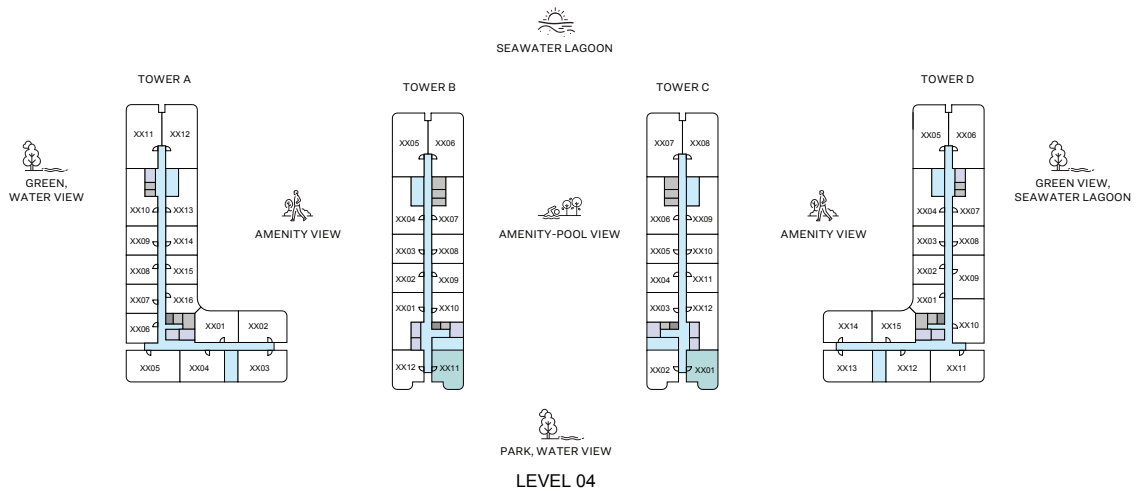 SEAWATER LAGOON
TOWER A
TOWER B
TOWER C
TOWER D
XX11
XX12
XX10
XX13
XX09
XX14
XX08
XX15
XX07
XX16
XX06
XX01
XX02
XX05
XX04
XX03
XX05
XX06
XX04
XX07
XX03
XX08
XX02
XX09
XX01
XX10
XX12
XX11
XX07
XX08
XX06
XX09
XX05
XX10
XX04
XX11
XX03
XX12
XX02
XX01
XX05
XX06
XX04
XX07
XX03
XX08
XX02
XX09
XX01
XX10
XX14
XX15
XX13
XX12
XX11
GREEN,
WATER VIEW
AMENITY VIEW
AMENITY-POOL VIEW
AMENITY VIEW
GREEN VIEW,
SEAWATER LAGOON
PARK, WATER VIEW
LEVEL 04